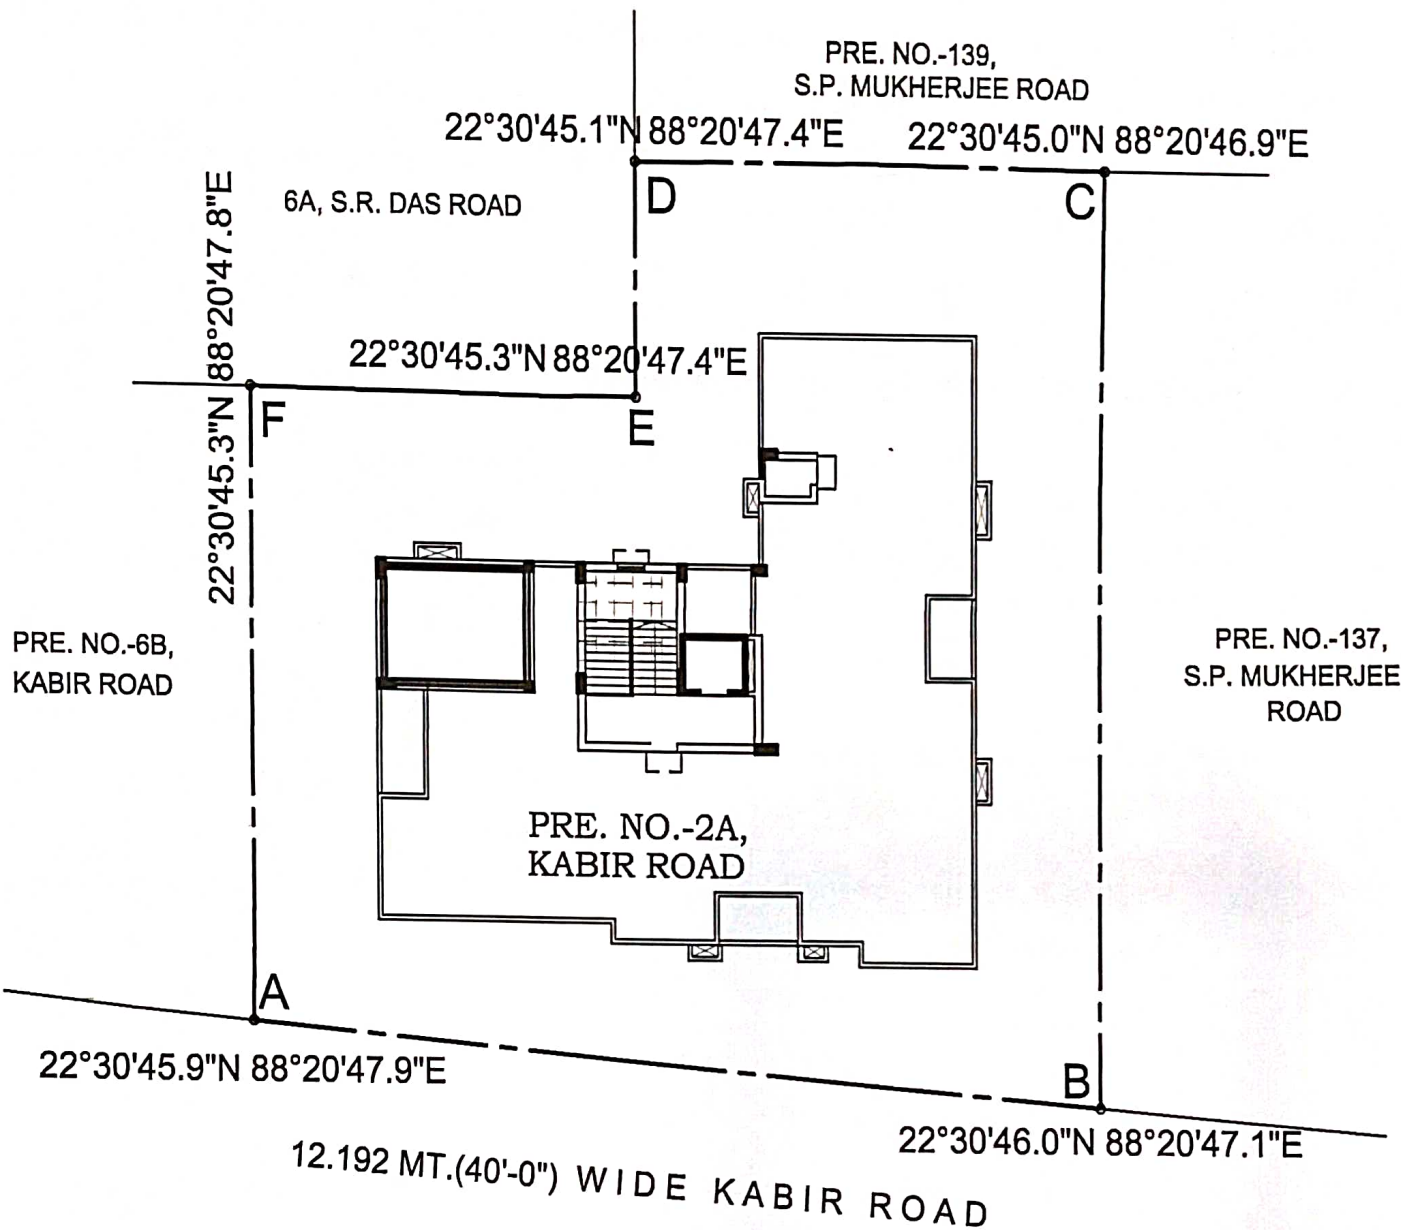 PRE. NO.-139,
S.P. MUKHERJEE ROAD
22°30'45.1"N 88°20'47.4"E
22°30'45.0"N 88°20'46.9"E
D
C
6A, S.R. DAS ROAD
22°30'45.3"N 88°20'47.8"E
22°30'45.3"N 88°20'47.4"E
F
E
PRE. NO.-6B,
KABIR ROAD
PRE. NO.-137,
S.P. MUKHERJEE
ROAD
PRE. NO.-2A,
KABIR ROAD
A
22°30'45.9"N 88°20'47.9"E
B
22°30'46.0"N 88°20'47.1"E
12.192 MT.(40'-0") WIDE KABIR ROAD